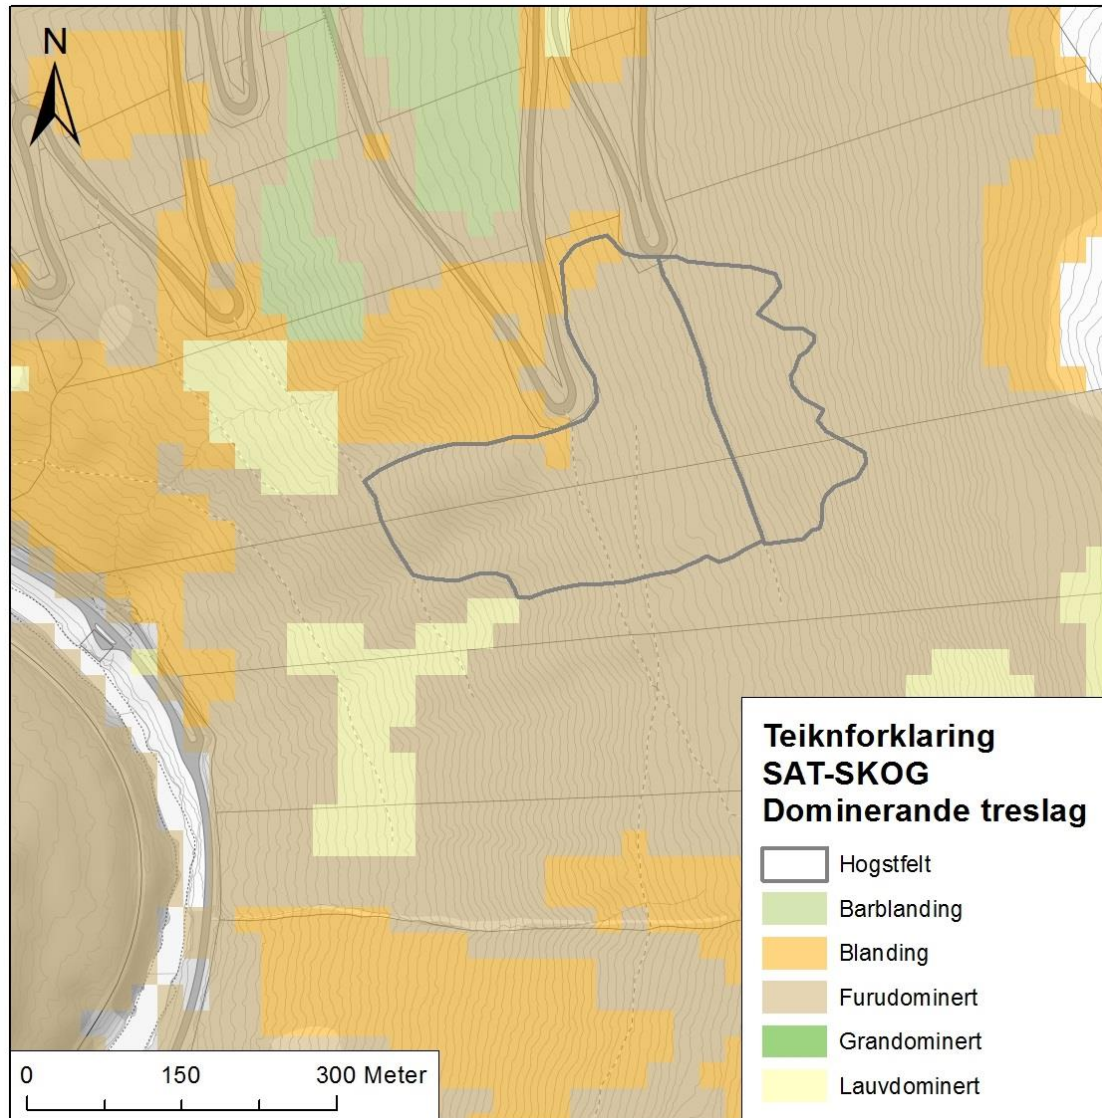 N
Teiknforklaring
SAT-SKOG
Dominerande treslag
Hogstfelt
Barblanding
Blanding
Furudominert
Grandominert
Lauvdominert
0 150 300 Meter